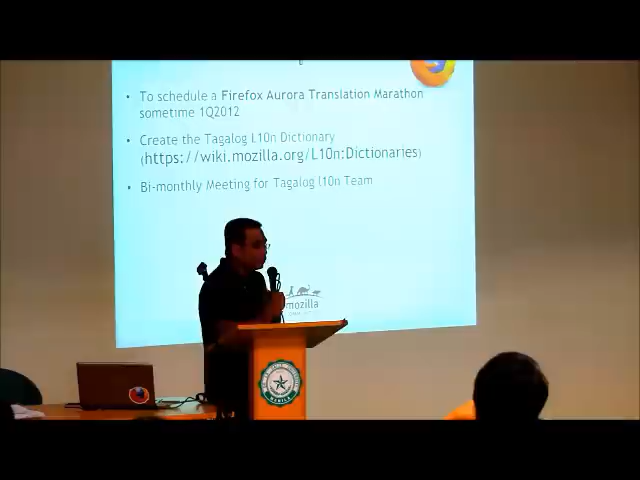 • To schedule a Firefox Aurora Translation Marathon
sometime 1Q2012
• Create the Tagalog L10n Dictionary
(https://wiki.mozilla.org/L10n:Dictionaries)
• Bi-monthly Meeting for Tagalog l10n Team
mozilla
MANILA